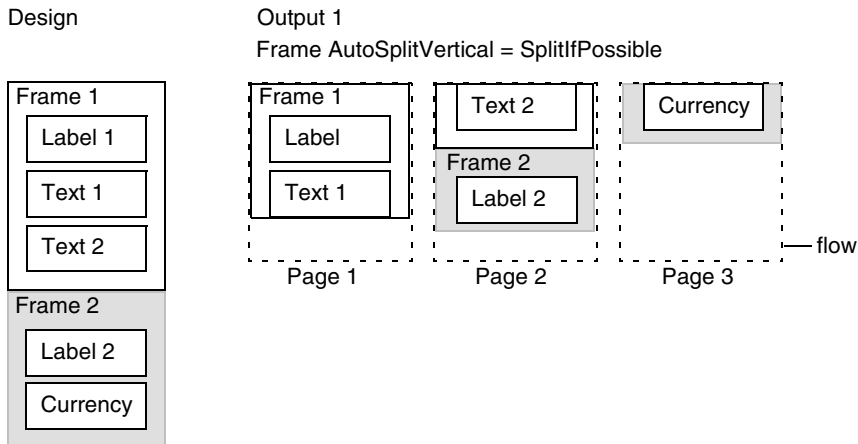 Design
Output 1
Frame AutoSplitVertical = SplitIfPossible
Frame 1
Label 1
Text 1
Text 2
Frame 2
Label 2
Currency
Frame 1
Label
Text 1
Page 1
Text 2
Frame 2
Label 2
Page 2
Currency
Page 3
flow